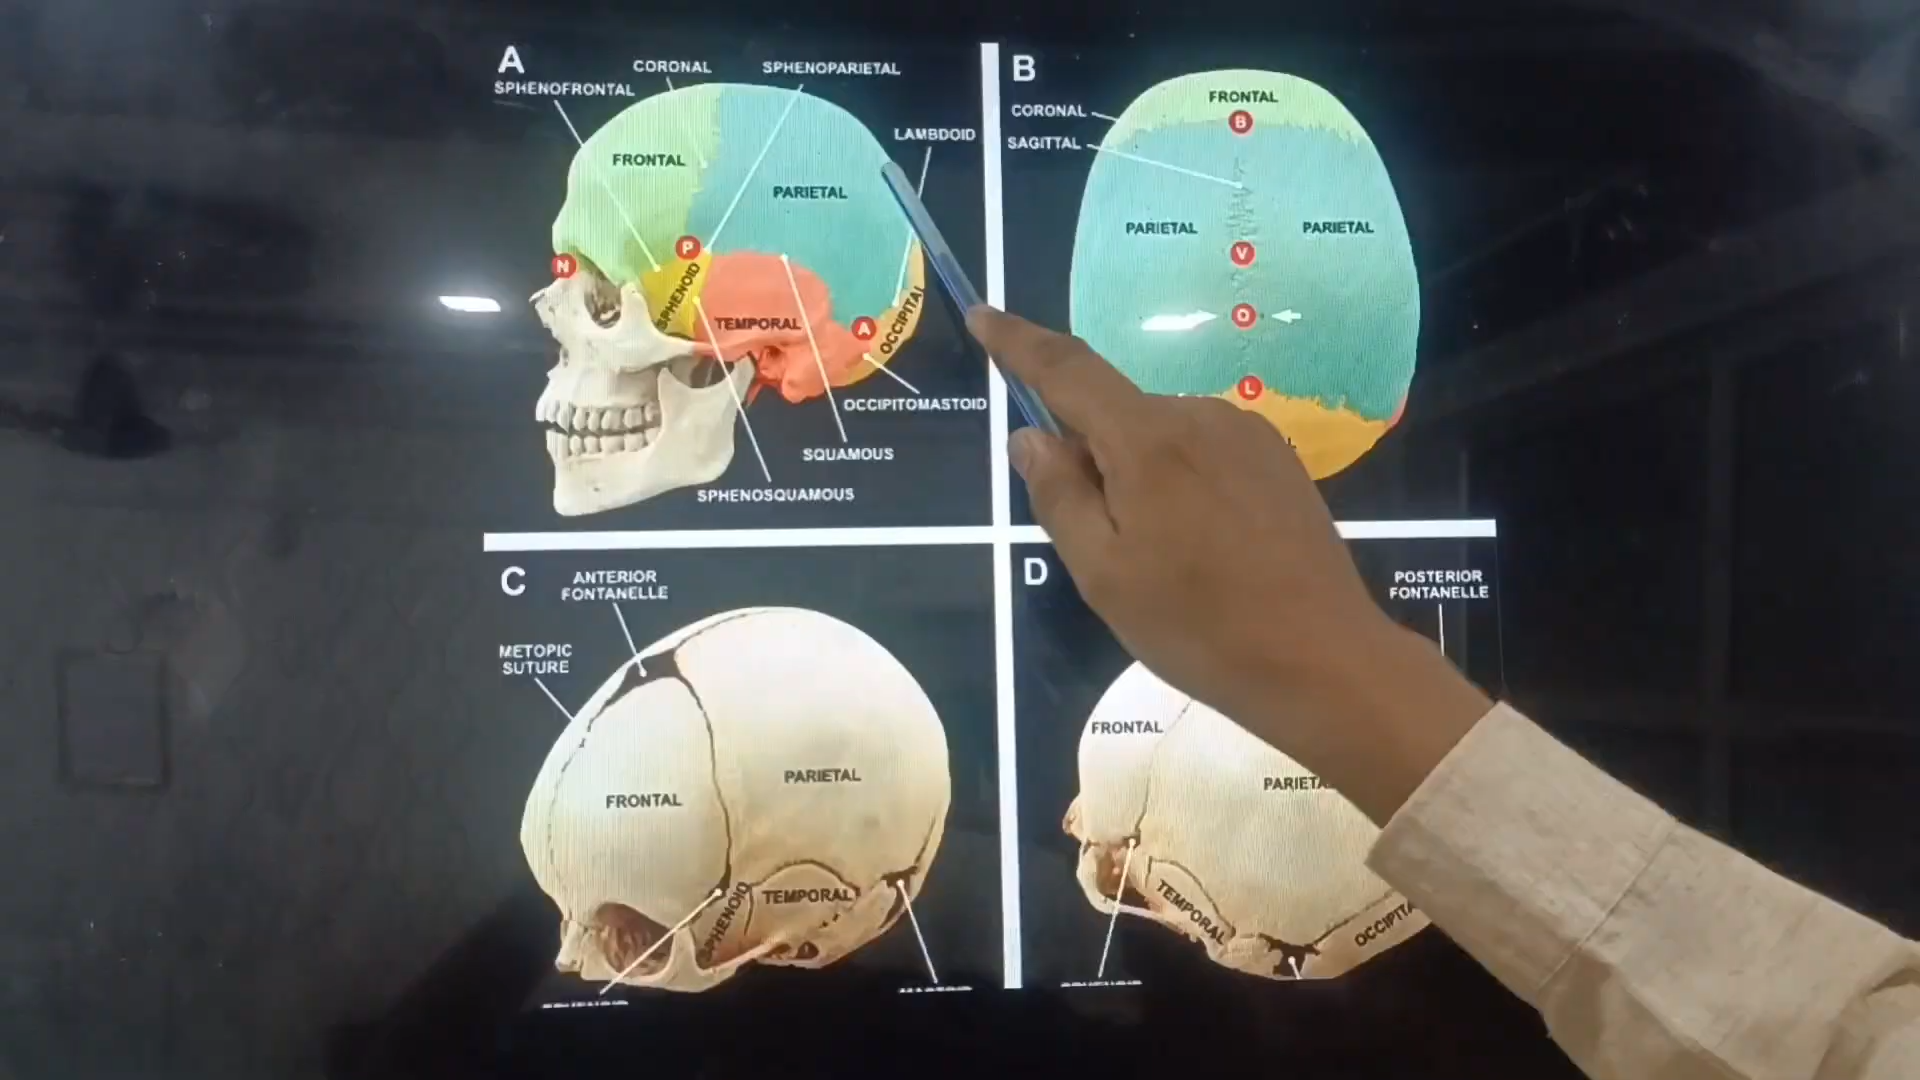 A
CORONAL
SPHENOPARIETAL
SPHENOFRONTAL
LAMBDOID
FRONTAL
PARIETAL
P
N
SPHENOID
TEMPORAL
A
OCCIPITAL
OCCIPITOMASTOID
SQUAMOUS
SPHENOSQUAMOUS
B
FRONTAL
CORONAL
B
SAGITTAL
PARIETAL
PARIETAL
V
O
L
C
ANTERIOR
FONTANELLE
METOPIC
SUTURE
PARIETAL
FRONTAL
SPHENOID
TEMPORAL
D
POSTERIOR
FONTANELLE
FRONTAL
TEMPORAL